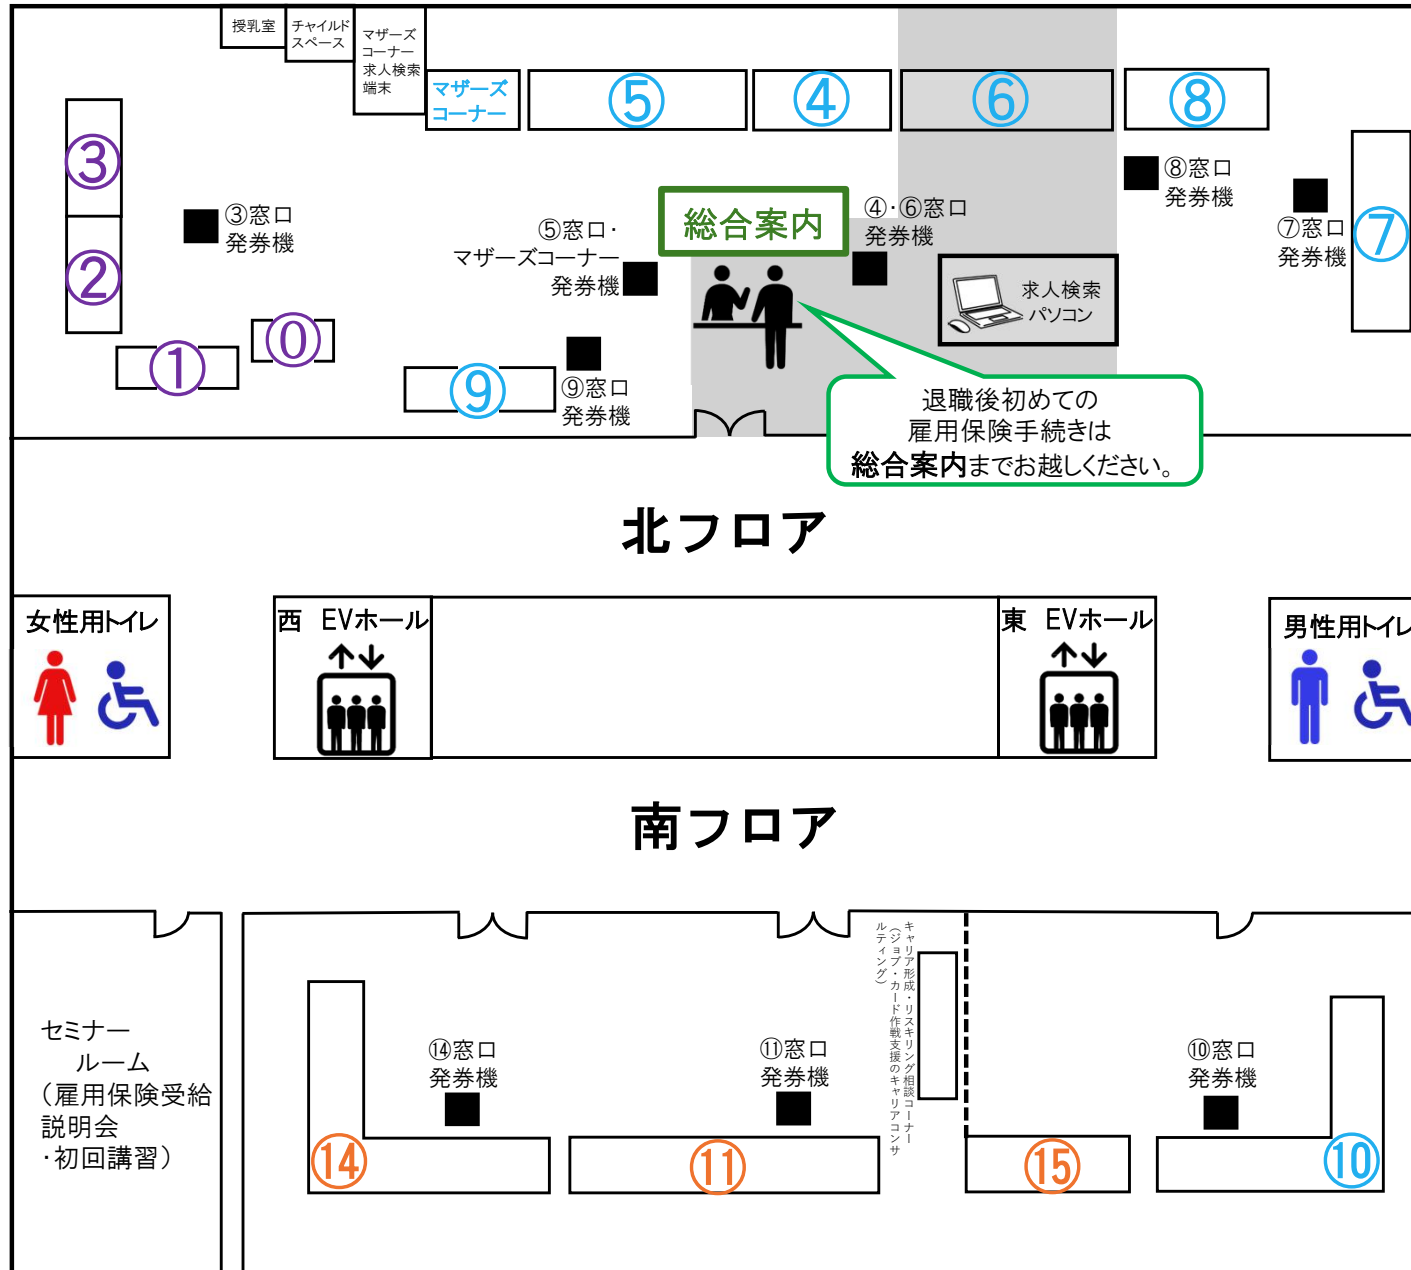 授乳室
チャイルド
スペース
マザーズ
コーナー
求人検索
端末
マザーズ
コーナー
⑤
④
⑥
⑧
③
②
①
⓪
⑨
⑦
③窓口
発券機
⑤窓口・
マザーズコーナー
発券機
⑨窓口
発券機
総合案内
④・⑥窓口
発券機
⑧窓口
発券機
⑦窓口
発券機
求人検索
パソコン
退職後初めての
雇用保険手続きは
総合案内までお越しください。
北フロア
女性用トイレ
西 EVホール
東 EVホール
男性用トイレ
南フロア
セミナー
ルーム
（雇用保険受給
説明会
・初回講習）
⑭窓口
発券機
⑪窓口
発券機
キャリア形成・リスキリング相談コーナー
（ジョブ・カード作戦支援のキャリアコンサ
ルティング）
⑩窓口
発券機
⑭
⑪
⑮
⑩